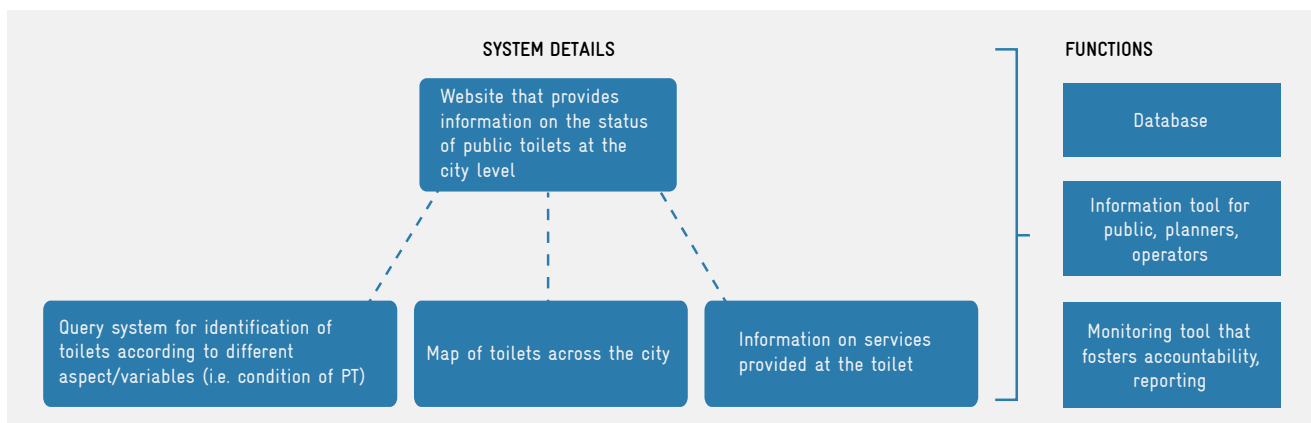 SYSTEM DETAILS
Website that provides
information on the status
of public toilets at the
city level
Query system for identification of
toilets according to different
aspect/variables (i.e. condition of PT)
Map of toilets across the city
Information on services
provided at the toilet
FUNCTIONS
Database
Information tool for
public, planners,
operators
Monitoring tool that
fosters accountability,
reporting